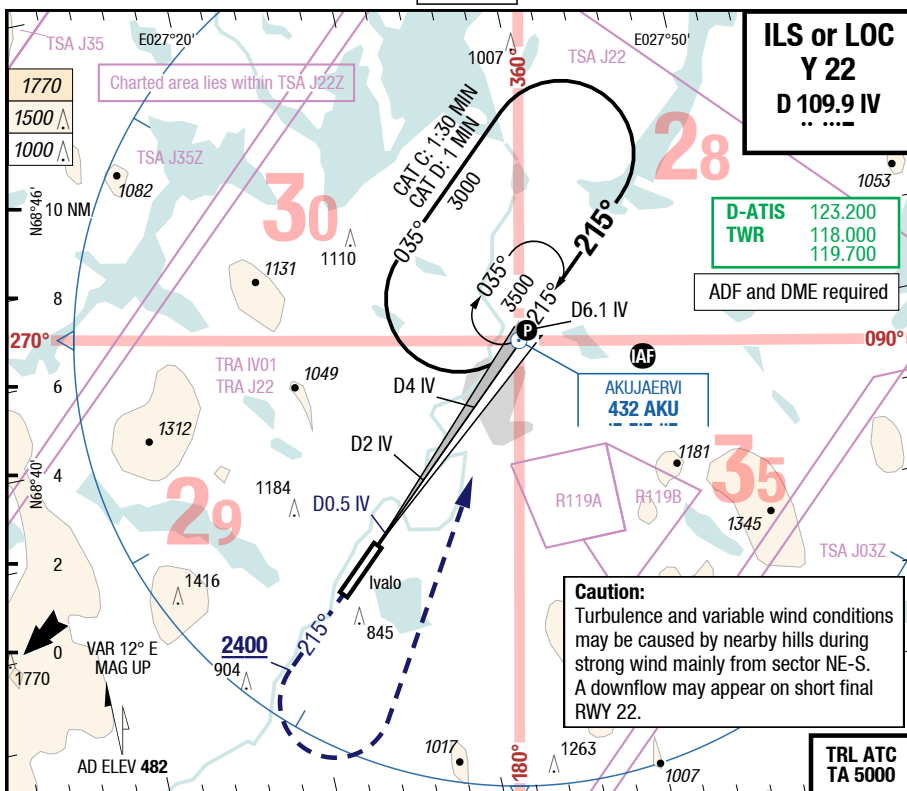 ILS or LOC
Y 22
D 109.9 IV
TSA J35
E027°20'
1007
360°
TSA J22
E027°50'
Charted area lies within TSA J22Z
1770
1500
1000
TSA J35Z
1082
CAT C: 1:30 MIN
CAT D: 1 MIN
3000
28
1053
N68°46'
10 NM
30
035°
215°
D-ATIS 123.200
TWR 118.000
119.700
1110
1131
035°
3500
215°
ADF and DME required
8
D6.1 IV
P
270°
090°
IAF
TRA IV01
TRA J22
1049
6
D4 IV
AKUJAERVI
432 AKU
1312
D2 IV
1181
N68°40'
4
29
1184
D0.5 IV
R119A
R119B
35
1345
TSA J03Z
2
1416
Ivalo
845
Caution:
Turbulence and variable wind conditions
may be caused by nearby hills during
strong wind mainly from sector NE-S.
A downflow may appear on short final
RWY 22.
0
VAR 12° E
MAG UP
2400
215°
904
1770
AD ELEV 482
1017
180°
1263
1007
TRL ATC
TA 5000